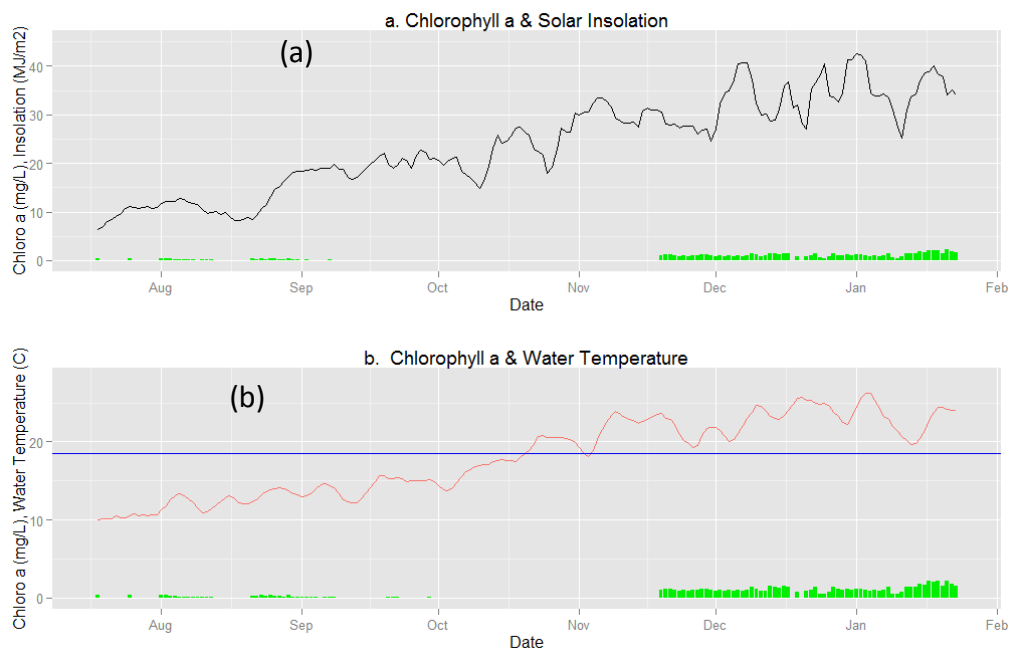 a. Chlorophyll a & Solar Insolation
(a)
Chloro a (mg/L), Insolation (MJ/m2)
40
30
20
10
0
Aug Sep Oct Nov Dec Jan Feb
Date
b. Chlorophyll a & Water Temperature
(b)
Chloro a (mg/L), Water Temperature (C)
20
10
0
Aug Sep Oct Nov Dec Jan Feb
Date